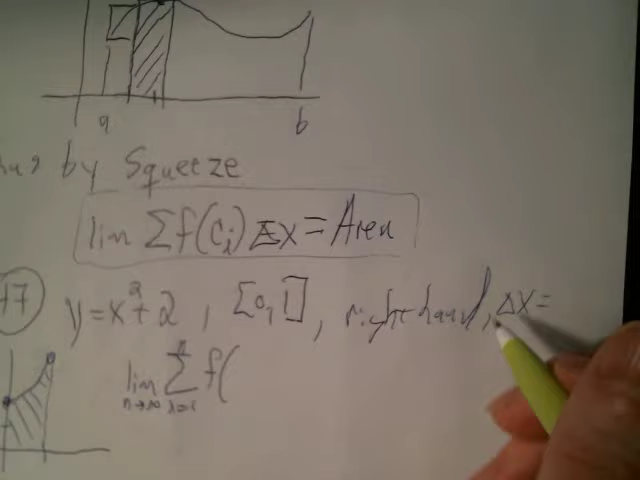 a b
by Squeeze
lim Σf(cᵢ)Δx = Area
47 y = x² + 2 , [0,1] , right hand, Δx =
lim n→∞ Σ n i=1 f(